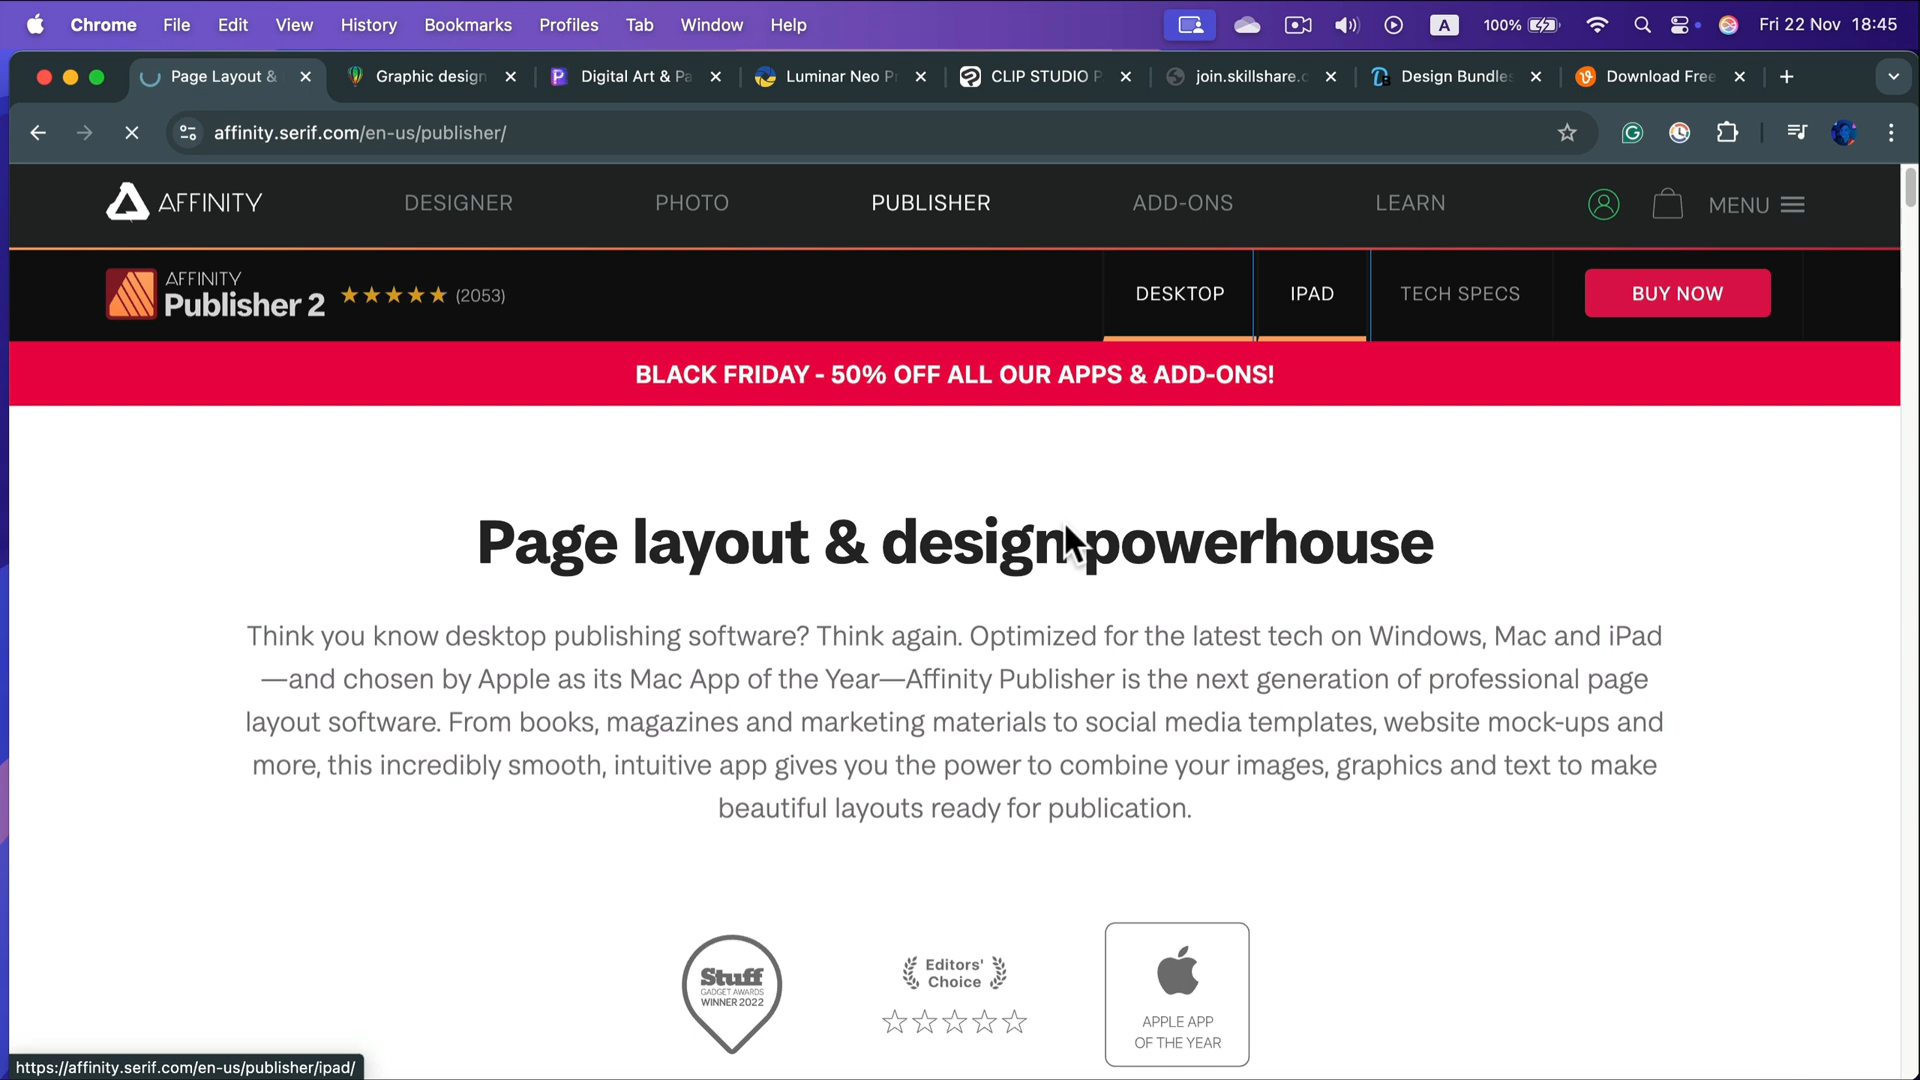 Chrome File Edit View History Bookmarks Profiles Tab Window Help A 100% Fri 22 Nov 18:45
Page Layout & Graphic design Digital Art & Pa Luminar Neo Pr CLIP STUDIO P join.skillshare.c Design Bundles Download Free
affinity.serif.com/en-us/publisher/
AFFINITY DESIGNER PHOTO PUBLISHER ADD-ONS LEARN MENU
AFFINITY
Publisher 2 (2053) DESKTOP IPAD TECH SPECS BUY NOW
BLACK FRIDAY - 50% OFF ALL OUR APPS & ADD-ONS!
Page layout & design powerhouse
Think you know desktop publishing software? Think again. Optimized for the latest tech on Windows, Mac and iPad
—and chosen by Apple as its Mac App of the Year—Affinity Publisher is the next generation of professional page
layout software. From books, magazines and marketing materials to social media templates, website mock-ups and
more, this incredibly smooth, intuitive app gives you the power to combine your images, graphics and text to make
beautiful layouts ready for publication.
Stuff
GADGET AWARDS
WINNER 2022
Editors'
Choice
APPLE APP
OF THE YEAR
https://affinity.serif.com/en-us/publisher/ipad/